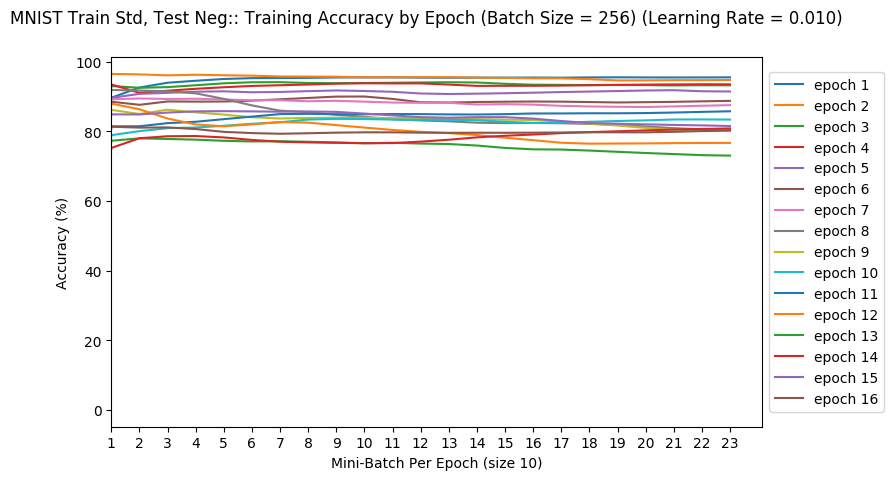 MNIST Train Std, Test Neg:: Training Accuracy by Epoch (Batch Size = 256) (Learning Rate = 0.010)
100
80
60
40
20
0
Accuracy (%)
1 2 3 4 5 6 7 8 9 10 11 12 13 14 15 16 17 18 19 20 21 22 23
Mini-Batch Per Epoch (size 10)
epoch 1
epoch 2
epoch 3
epoch 4
epoch 5
epoch 6
epoch 7
epoch 8
epoch 9
epoch 10
epoch 11
epoch 12
epoch 13
epoch 14
epoch 15
epoch 16